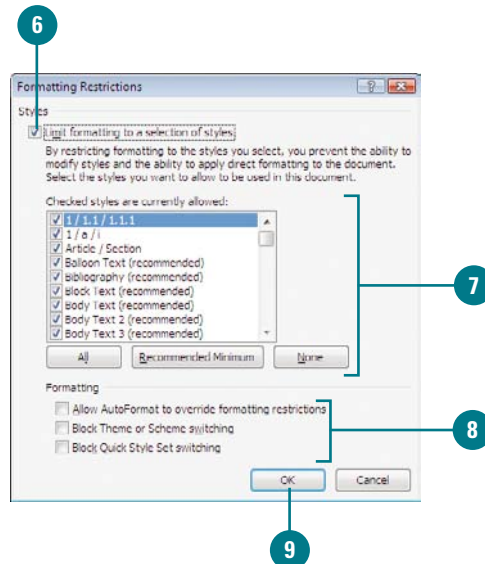 6
Formatting Restrictions
Styles
Limit formatting to a selection of styles:
By restricting formatting to the styles you select, you prevent the ability to
modify styles and the ability to apply direct formatting to the document.
Select the styles you want to allow to be used in this document.
Checked styles are currently allowed:
1 / 1.1 / 1.1.1
1 / a / i
Article / Section
Balloon Text (recommended)
Bibliography (recommended)
Block Text (recommended)
Body Text (recommended)
Body Text 2 (recommended)
Body Text 3 (recommended)
7
All Recommended Minimum None
Formatting
Allow AutoFormat to override formatting restrictions
Block Theme or Scheme switching
8
Block Quick Style Set switching
OK Cancel
9